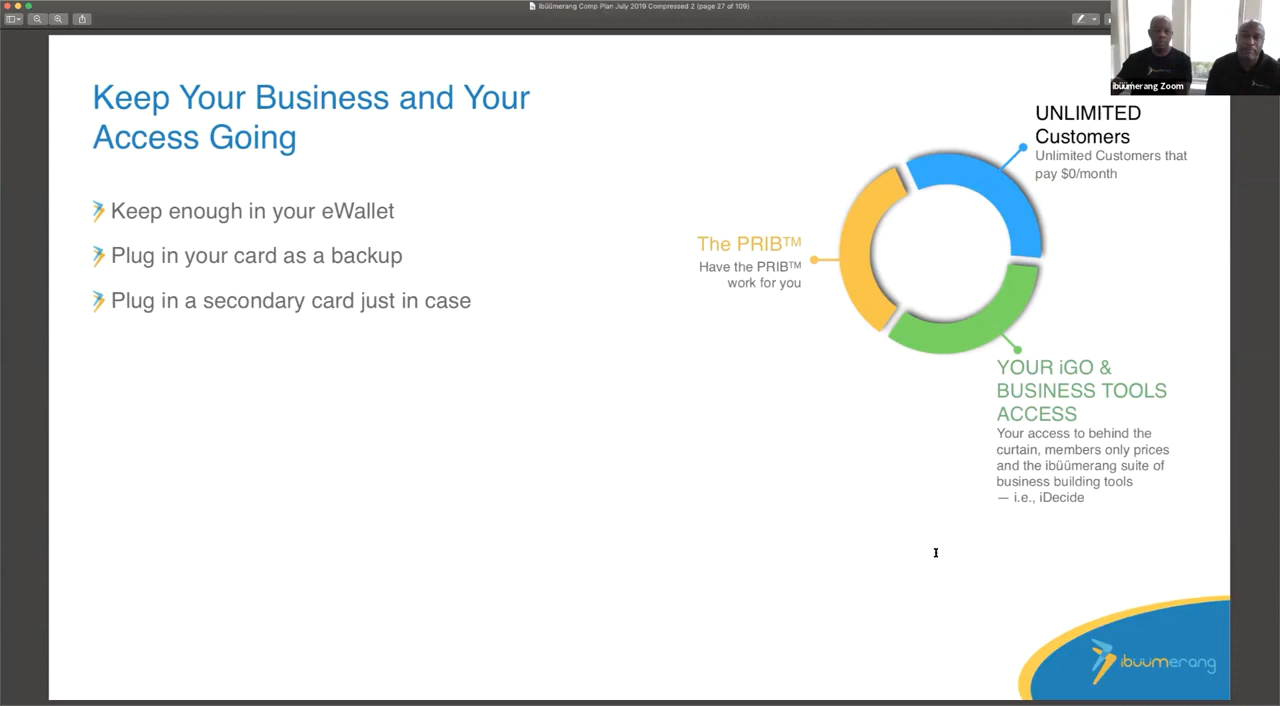 ibüümerang Comp Plan July 2019 Compressed 2 (page 27 of 109)
ibüümerang Zoom
Keep Your Business and Your
Access Going
Keep enough in your eWallet
Plug in your card as a backup
Plug in a secondary card just in case
UNLIMITED
Customers
Unlimited Customers that
pay $0/month
The PRIB™
Have the PRIB™
work for you
YOUR iGO &
BUSINESS TOOLS
ACCESS
Your access to behind the
curtain, members only prices
and the ibüümerang suite of
business building tools
— i.e., iDecide
ibuumerang